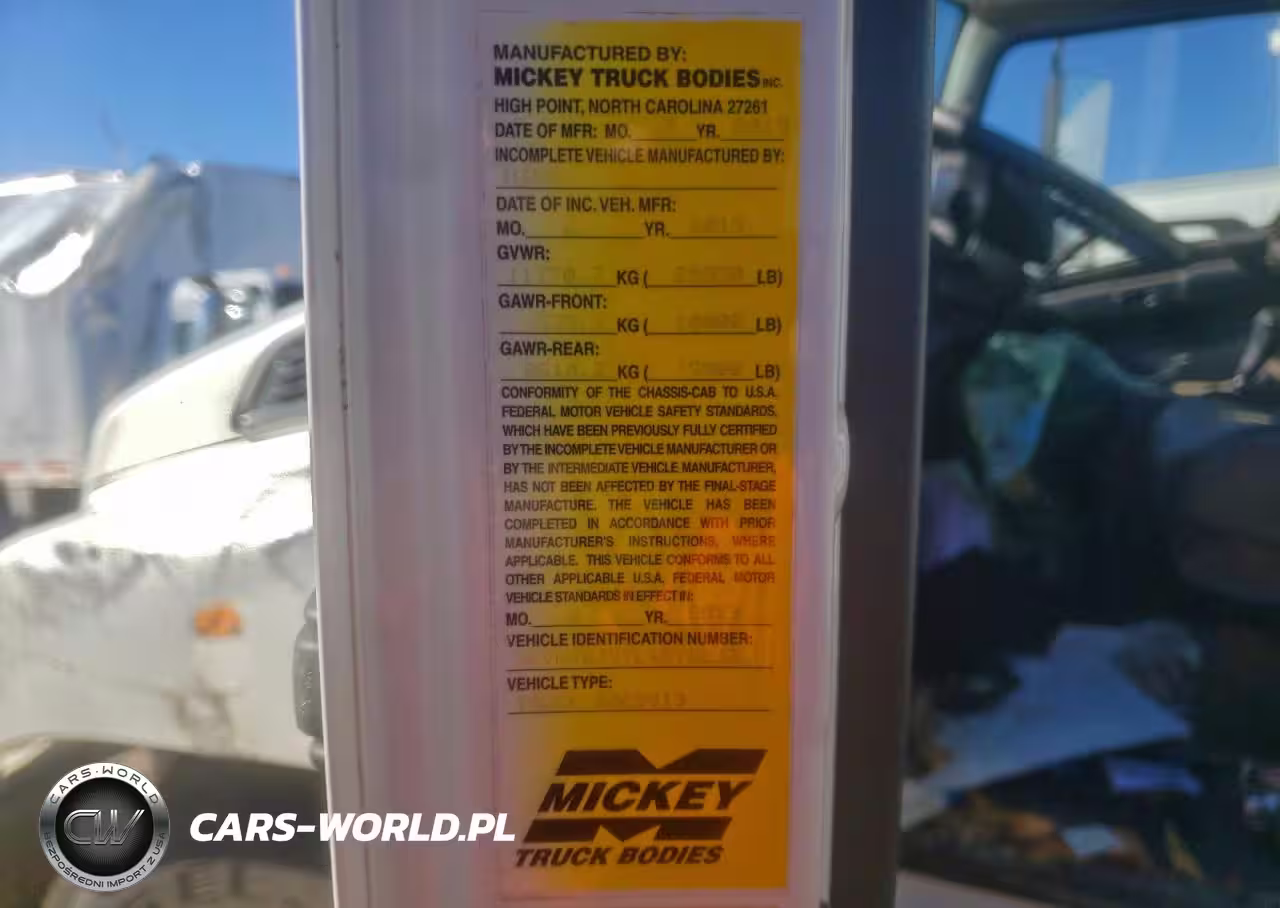 MANUFACTURED BY:
MICKEY TRUCK BODIES INC.
HIGH POINT, NORTH CAROLINA 27261
DATE OF MFR: MO. YR.
INCOMPLETE VEHICLE MANUFACTURED BY:
DATE OF INC. VEH. MFR:
MO. YR.
GVWR:
KG ( LB)
GAWR-FRONT:
KG ( LB)
GAWR-REAR:
KG ( LB)
CONFORMITY OF THE CHASSIS-CAB TO U.S.A.
FEDERAL MOTOR VEHICLE SAFETY STANDARDS,
WHICH HAVE BEEN PREVIOUSLY FULLY CERTIFIED
BY THE INCOMPLETE VEHICLE MANUFACTURER OR
BY THE INTERMEDIATE VEHICLE MANUFACTURER,
HAS NOT BEEN AFFECTED BY THE FINAL-STAGE
MANUFACTURE. THE VEHICLE HAS BEEN
COMPLETED IN ACCORDANCE WITH PRIOR
MANUFACTURER'S INSTRUCTIONS, WHERE
APPLICABLE. THIS VEHICLE CONFORMS TO ALL
OTHER APPLICABLE U.S.A. FEDERAL MOTOR
VEHICLE STANDARDS IN EFFECT IN:
MO. YR.
VEHICLE IDENTIFICATION NUMBER:
VEHICLE TYPE:
MICKEY
TRUCK BODIES
CARS-WORLD
CW
BEZPOŚREDNI IMPORT Z USA
CARS-WORLD.PL